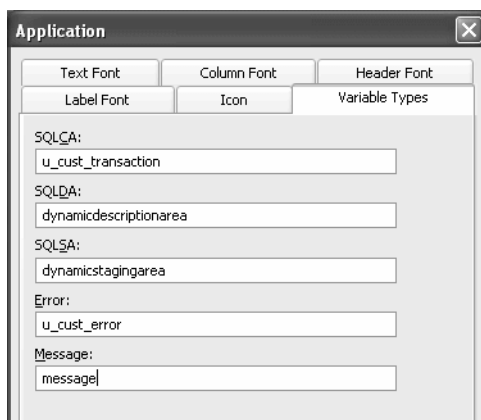 Application
Text Font Column Font Header Font
Label Font Icon Variable Types
SQLCA:
u_cust_transaction
SQLDA:
dynamicdescriptionarea
SQLSA:
dynamicstagingarea
Error:
u_cust_error
Message:
message